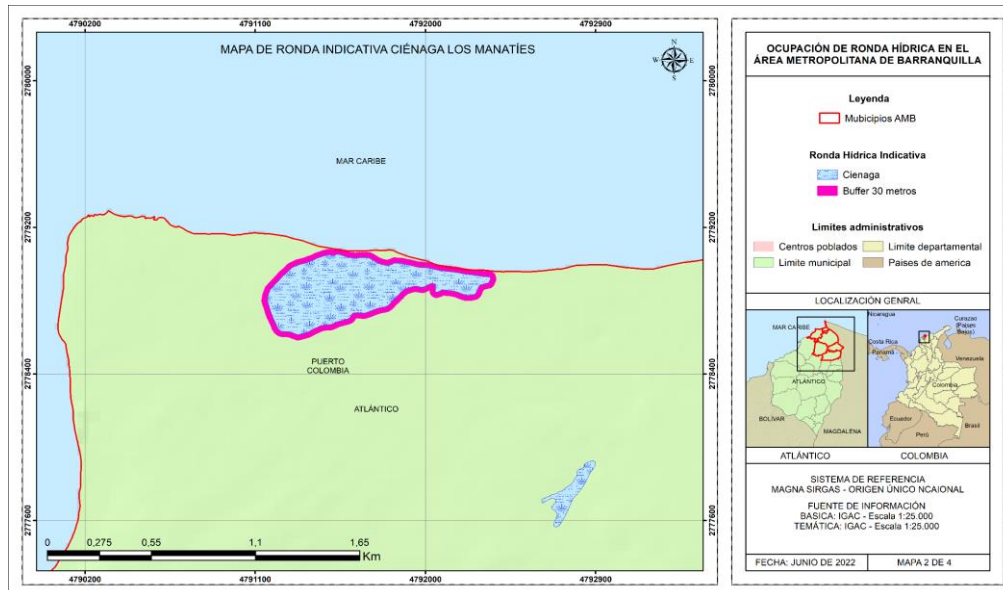 4790200 4791100 4792000 4792900
MAPA DE RONDA INDICATIVA CIÉNAGA LOS MANATÍES
N
W E
S
2780000
2780000
MAR CARIBE
2779200
2779200
2778400
2778400
PUERTO
COLOMBIA
ATLÁNTICO
2777600
2777600
0 0,275 0,55 1,1 1,65
Km
4790200 4791100 4792000 4792900
OCUPACIÓN DE RONDA HÍDRICA EN EL
ÁREA METROPOLITANA DE BARRANQUILLA
Leyenda
Mubicipios AMB
Ronda Hídrica Indicativa
Cienaga
Buffer 30 metros
Limites administrativos
Centros poblados Limite departamental
Limite municipal Paises de america
LOCALIZACIÓN GENRAL
MAR CARIBE
ATLÁNTICO
BOLÍVAR
MAGDALENA
Nicaragua
Curazao
(Países
Bajos)
Costa Rica
Panamá
Venezuela
Colombia
Ecuador
Perú
Brasil
ATLÁNTICO COLOMBIA
SISTEMA DE REFERENCIA
MAGNA SIRGAS - ORIGEN ÚNICO NCAIONAL
FUENTE DE INFORMACIÓN
BASICA: IGAC - Escala 1:25.000
TEMÁTICA: IGAC - Escala 1:25.000
FECHA: JUNIO DE 2022 MAPA 2 DE 4